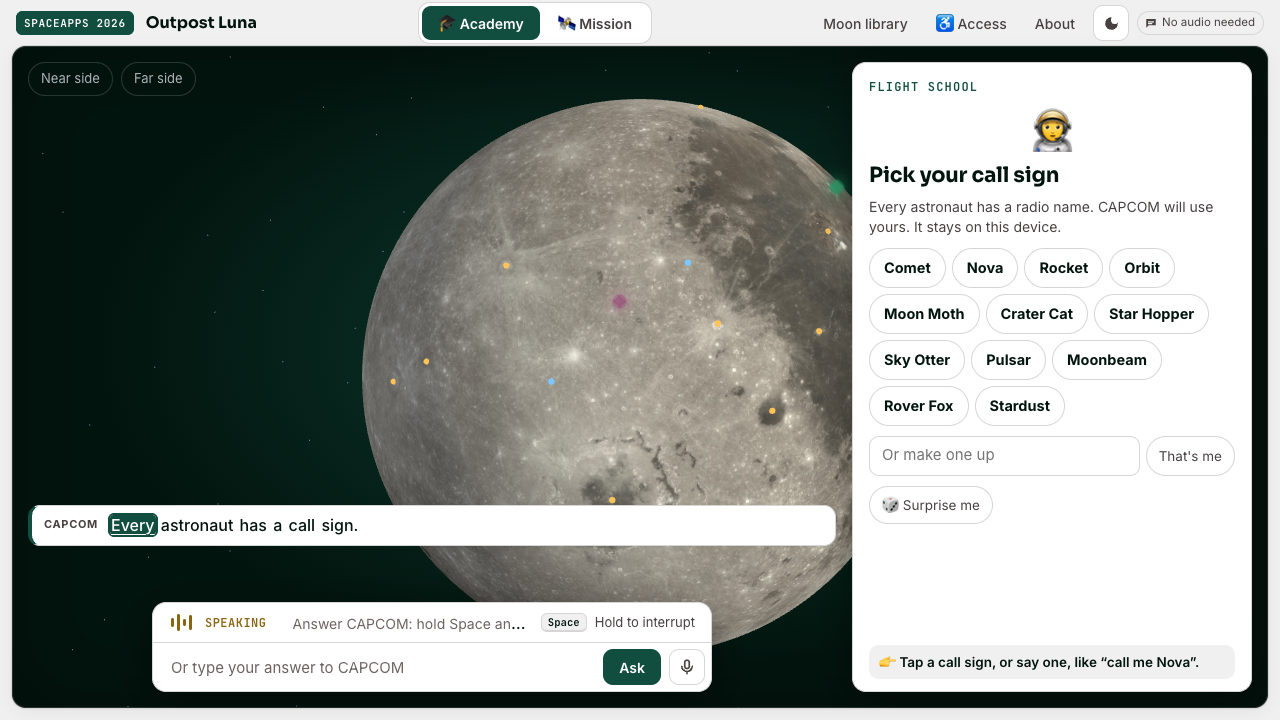 SPACEAPPS 2026
Outpost Luna
Academy
Mission
Moon library
Access
About
No audio needed
Near side
Far side
FLIGHT SCHOOL
Pick your call sign
Every astronaut has a radio name. CAPCOM will use
yours. It stays on this device.
Comet
Nova
Rocket
Orbit
Moon Moth
Crater Cat
Star Hopper
Sky Otter
Pulsar
Moonbeam
Rover Fox
Stardust
Or make one up
That's me
Surprise me
CAPCOM Every astronaut has a call sign.
SPEAKING
Answer CAPCOM: hold Space an...
Space
Hold to interrupt
Or type your answer to CAPCOM
Ask
Tap a call sign, or say one, like “call me Nova”.